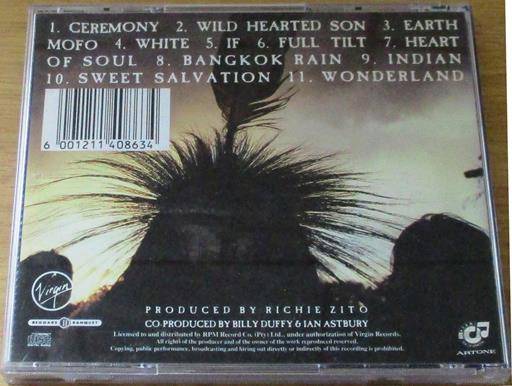 1. CEREMONY 2. WILD HEARTED SON 3. EARTH
MOFO 4. WHITE 5. IF 6. FULL TILT 7. HEART
OF SOUL 8. BANGKOK RAIN 9. INDIAN
10. SWEET SALVATION 11. WONDERLAND
6 001211 408634
Virgin
PRODUCED BY RICHIE ZITO
BEGGARS BANQUET
CO-PRODUCED BY BILLY DUFFY & IAN ASTBURY
Licensed to and distributed by RPM Record Co. (Pty) Ltd., under authorization of Virgin Records.
All rights of the producer and of the owner of the work reproduced reserved.
Copying, public performance, broadcasting and hiring out directly or indirectly of this recording is prohibited.
ARTONE